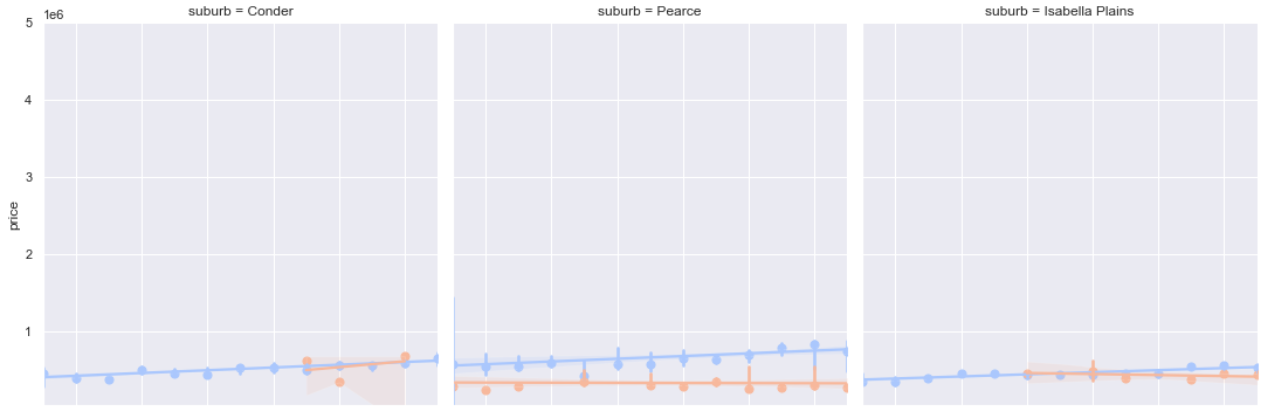 suburb = Conder
suburb = Pearce
suburb = Isabella Plains
1e6
5
4
3
2
1
price